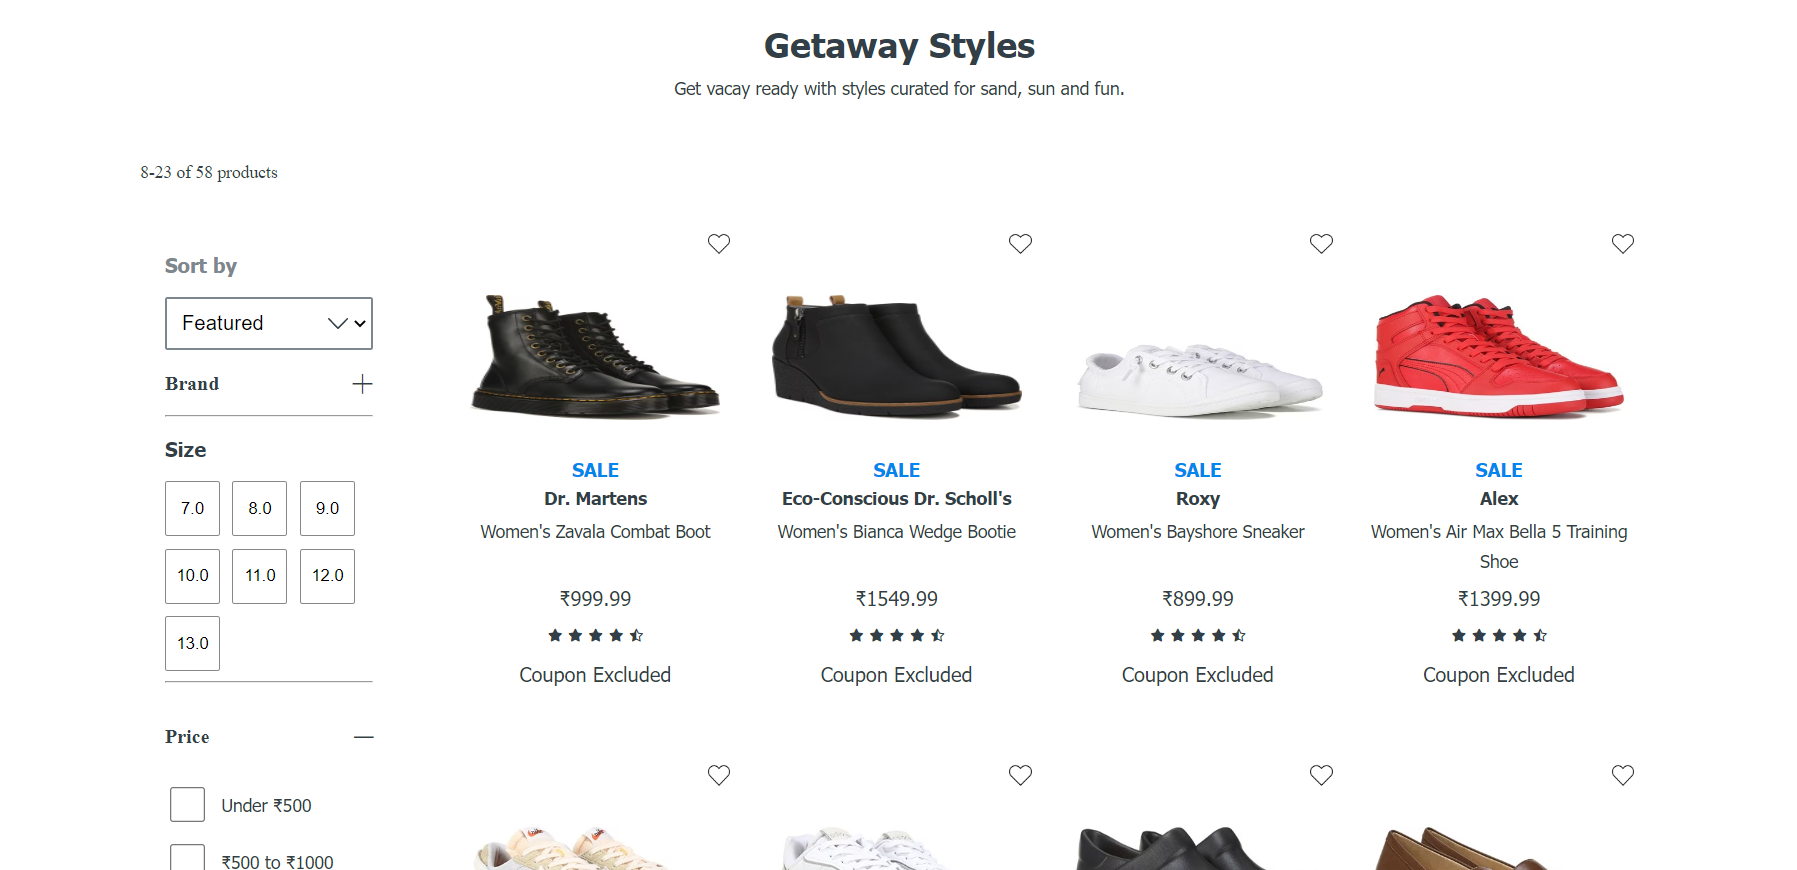 Getaway Styles
Get vacay ready with styles curated for sand, sun and fun.
8-23 of 58 products
Sort by
Featured
Brand
Size
7.0 8.0 9.0
10.0 11.0 12.0
13.0
Price
Under ₹500
₹500 to ₹1000
SALE
Dr. Martens
Women's Zavala Combat Boot
₹999.99
Coupon Excluded
SALE
Eco-Conscious Dr. Scholl's
Women's Bianca Wedge Bootie
₹1549.99
Coupon Excluded
SALE
Roxy
Women's Bayshore Sneaker
₹899.99
Coupon Excluded
SALE
Alex
Women's Air Max Bella 5 Training
Shoe
₹1399.99
Coupon Excluded